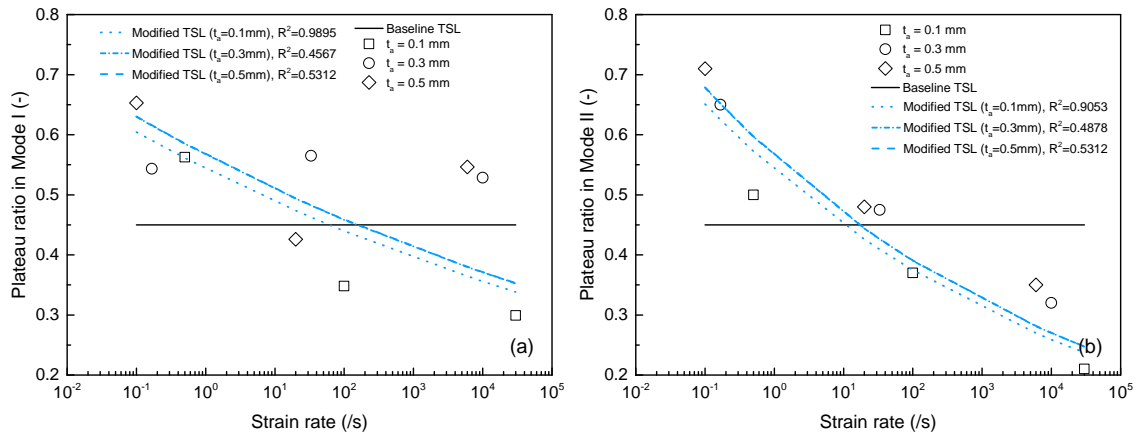 Modified TSL (tₐ=0.1mm), R²=0.9895
Modified TSL (tₐ=0.3mm), R²=0.4567
Modified TSL (tₐ=0.5mm), R²=0.5312
Baseline TSL
tₐ = 0.1 mm
tₐ = 0.3 mm
tₐ = 0.5 mm
Plateau ratio in Mode I (-)
0.8
0.7
0.6
0.5
0.4
0.3
0.2
(a)
10⁻² 10⁻¹ 10⁰ 10¹ 10² 10³ 10⁴ 10⁵
Strain rate (/s)
tₐ = 0.1 mm
tₐ = 0.3 mm
tₐ = 0.5 mm
Baseline TSL
Modified TSL (tₐ=0.1mm), R²=0.9053
Modified TSL (tₐ=0.3mm), R²=0.4878
Modified TSL (tₐ=0.5mm), R²=0.5312
Plateau ratio in Mode II (-)
0.8
0.7
0.6
0.5
0.4
0.3
0.2
(b)
10⁻² 10⁻¹ 10⁰ 10¹ 10² 10³ 10⁴ 10⁵
Strain rate (/s)